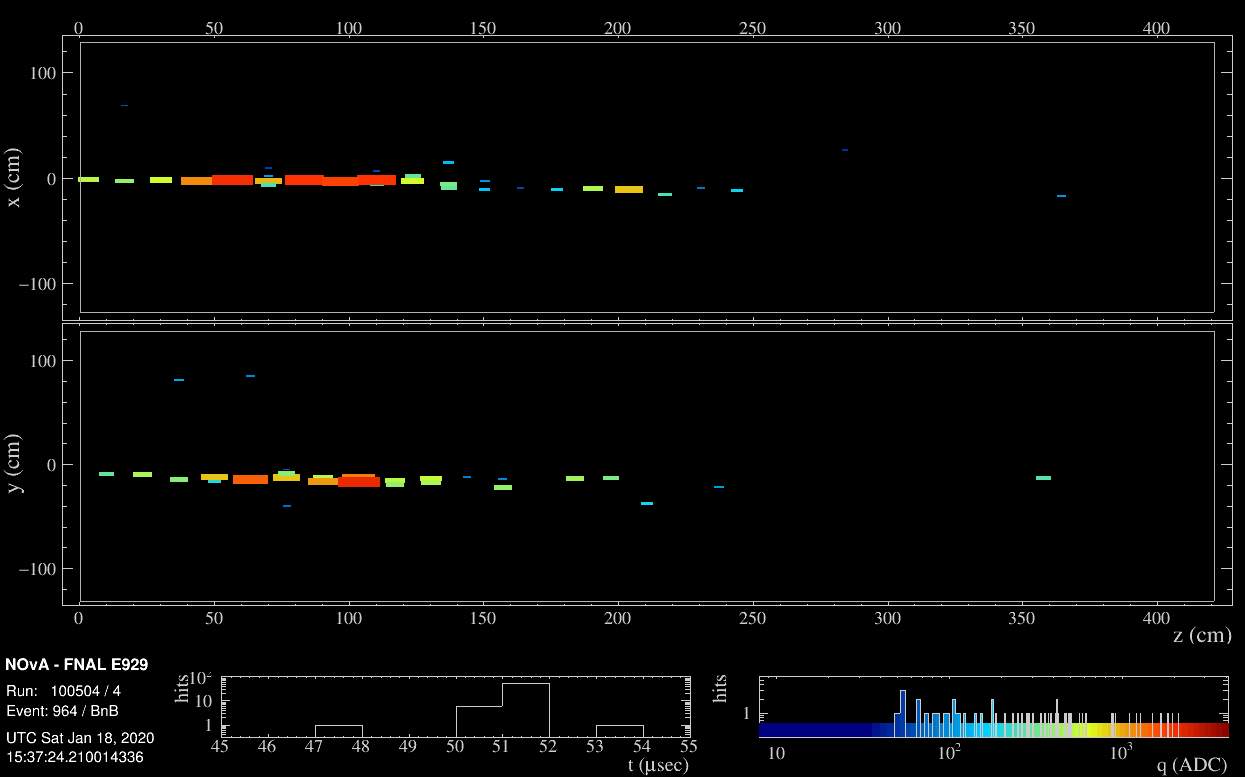 0 50 100 150 200 250 300 350 400
100
0
−100
x (cm)
100
0
−100
y (cm)
0 50 100 150 200 250 300 350 400
z (cm)
NOvA - FNAL E929
Run: 100504 / 4
Event: 964 / BnB
UTC Sat Jan 18, 2020
15:37:24.210014336
hits
10²
10
1
45 46 47 48 49 50 51 52 53 54 55
t (μsec)
hits
1
10 10² 10³
q (ADC)